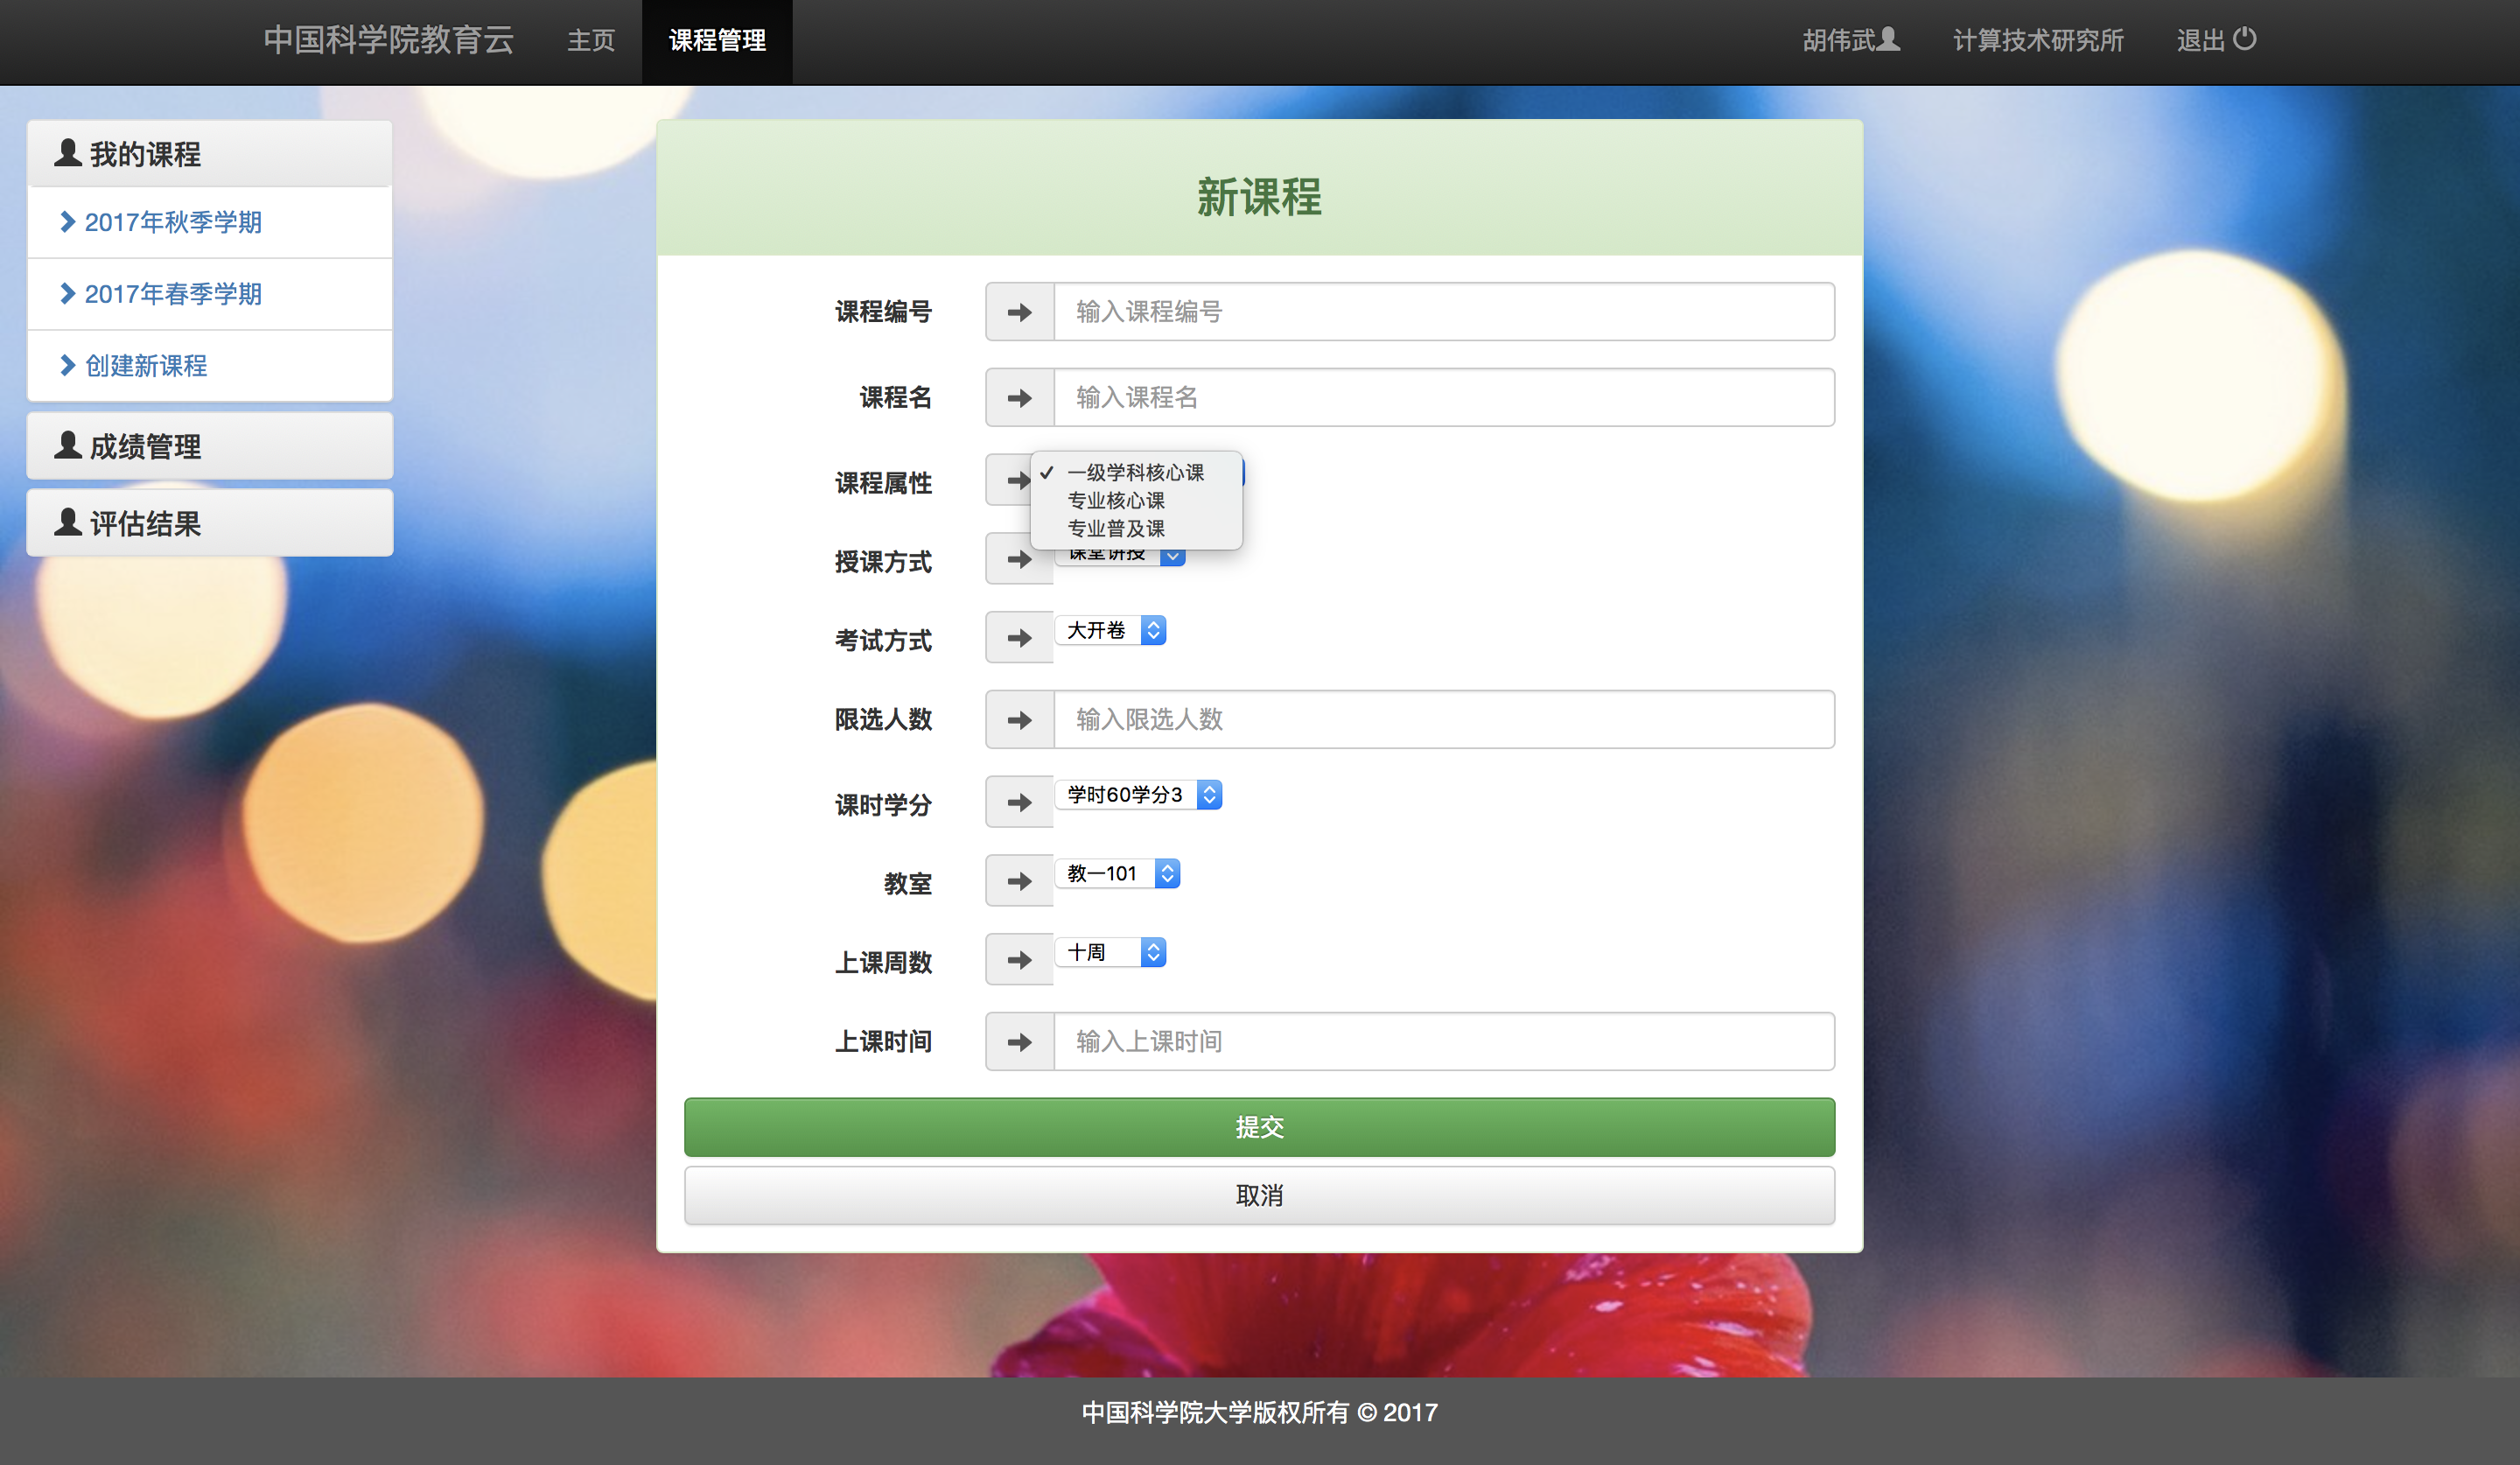 中国科学院教育云 主页 课程管理 胡伟武 计算技术研究所 退出
我的课程
2017年秋季学期
2017年春季学期
创建新课程
成绩管理
评估结果
新课程
课程编号 输入课程编号
课程名 输入课程名
课程属性 一级学科核心课
专业核心课
专业普及课
授课方式 课堂讲授
考试方式 大开卷
限选人数 输入限选人数
课时学分 学时60学分3
教室 教一101
上课周数 十周
上课时间 输入上课时间
提交
取消
中国科学院大学版权所有 © 2017